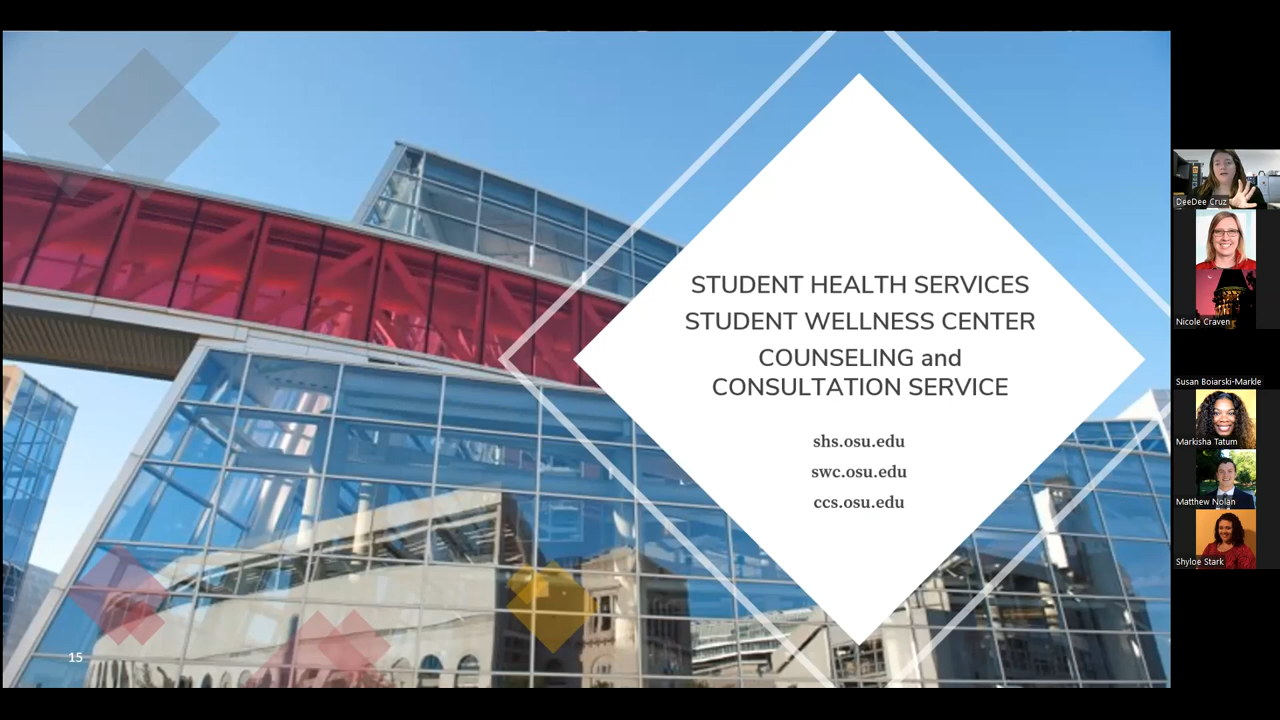 STUDENT HEALTH SERVICES
STUDENT WELLNESS CENTER
COUNSELING and
CONSULTATION SERVICE
shs.osu.edu
swc.osu.edu
ccs.osu.edu
15
DeeDee Cruz
Nicole Craven
Susan Boiarski-Markle
Markisha Tatum
Matthew Nolan
Shyloe Stark